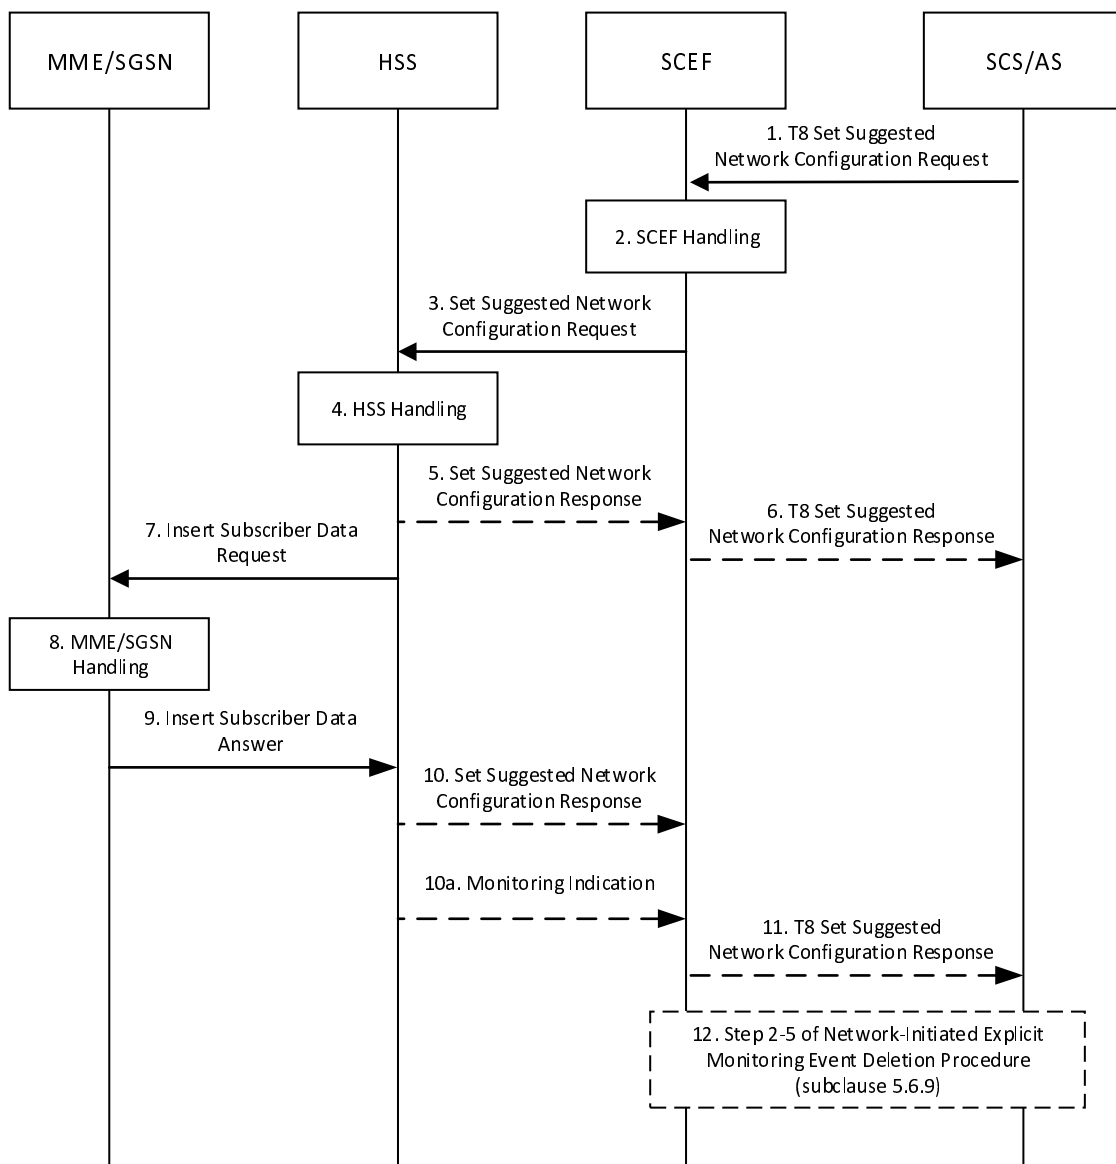 MME/SGSN
HSS
SCEF
SCS/AS
1. T8 Set Suggested
Network Configuration Request
2. SCEF Handling
3. Set Suggested Network
Configuration Request
4. HSS Handling
5. Set Suggested Network
Configuration Response
6. T8 Set Suggested
Network Configuration Response
7. Insert Subscriber Data
Request
8. MME/SGSN
Handling
9. Insert Subscriber Data
Answer
10. Set Suggested Network
Configuration Response
10a. Monitoring Indication
11. T8 Set Suggested
Network Configuration Response
12. Step 2-5 of Network-Initiated Explicit
Monitoring Event Deletion Procedure
(subclause 5.6.9)